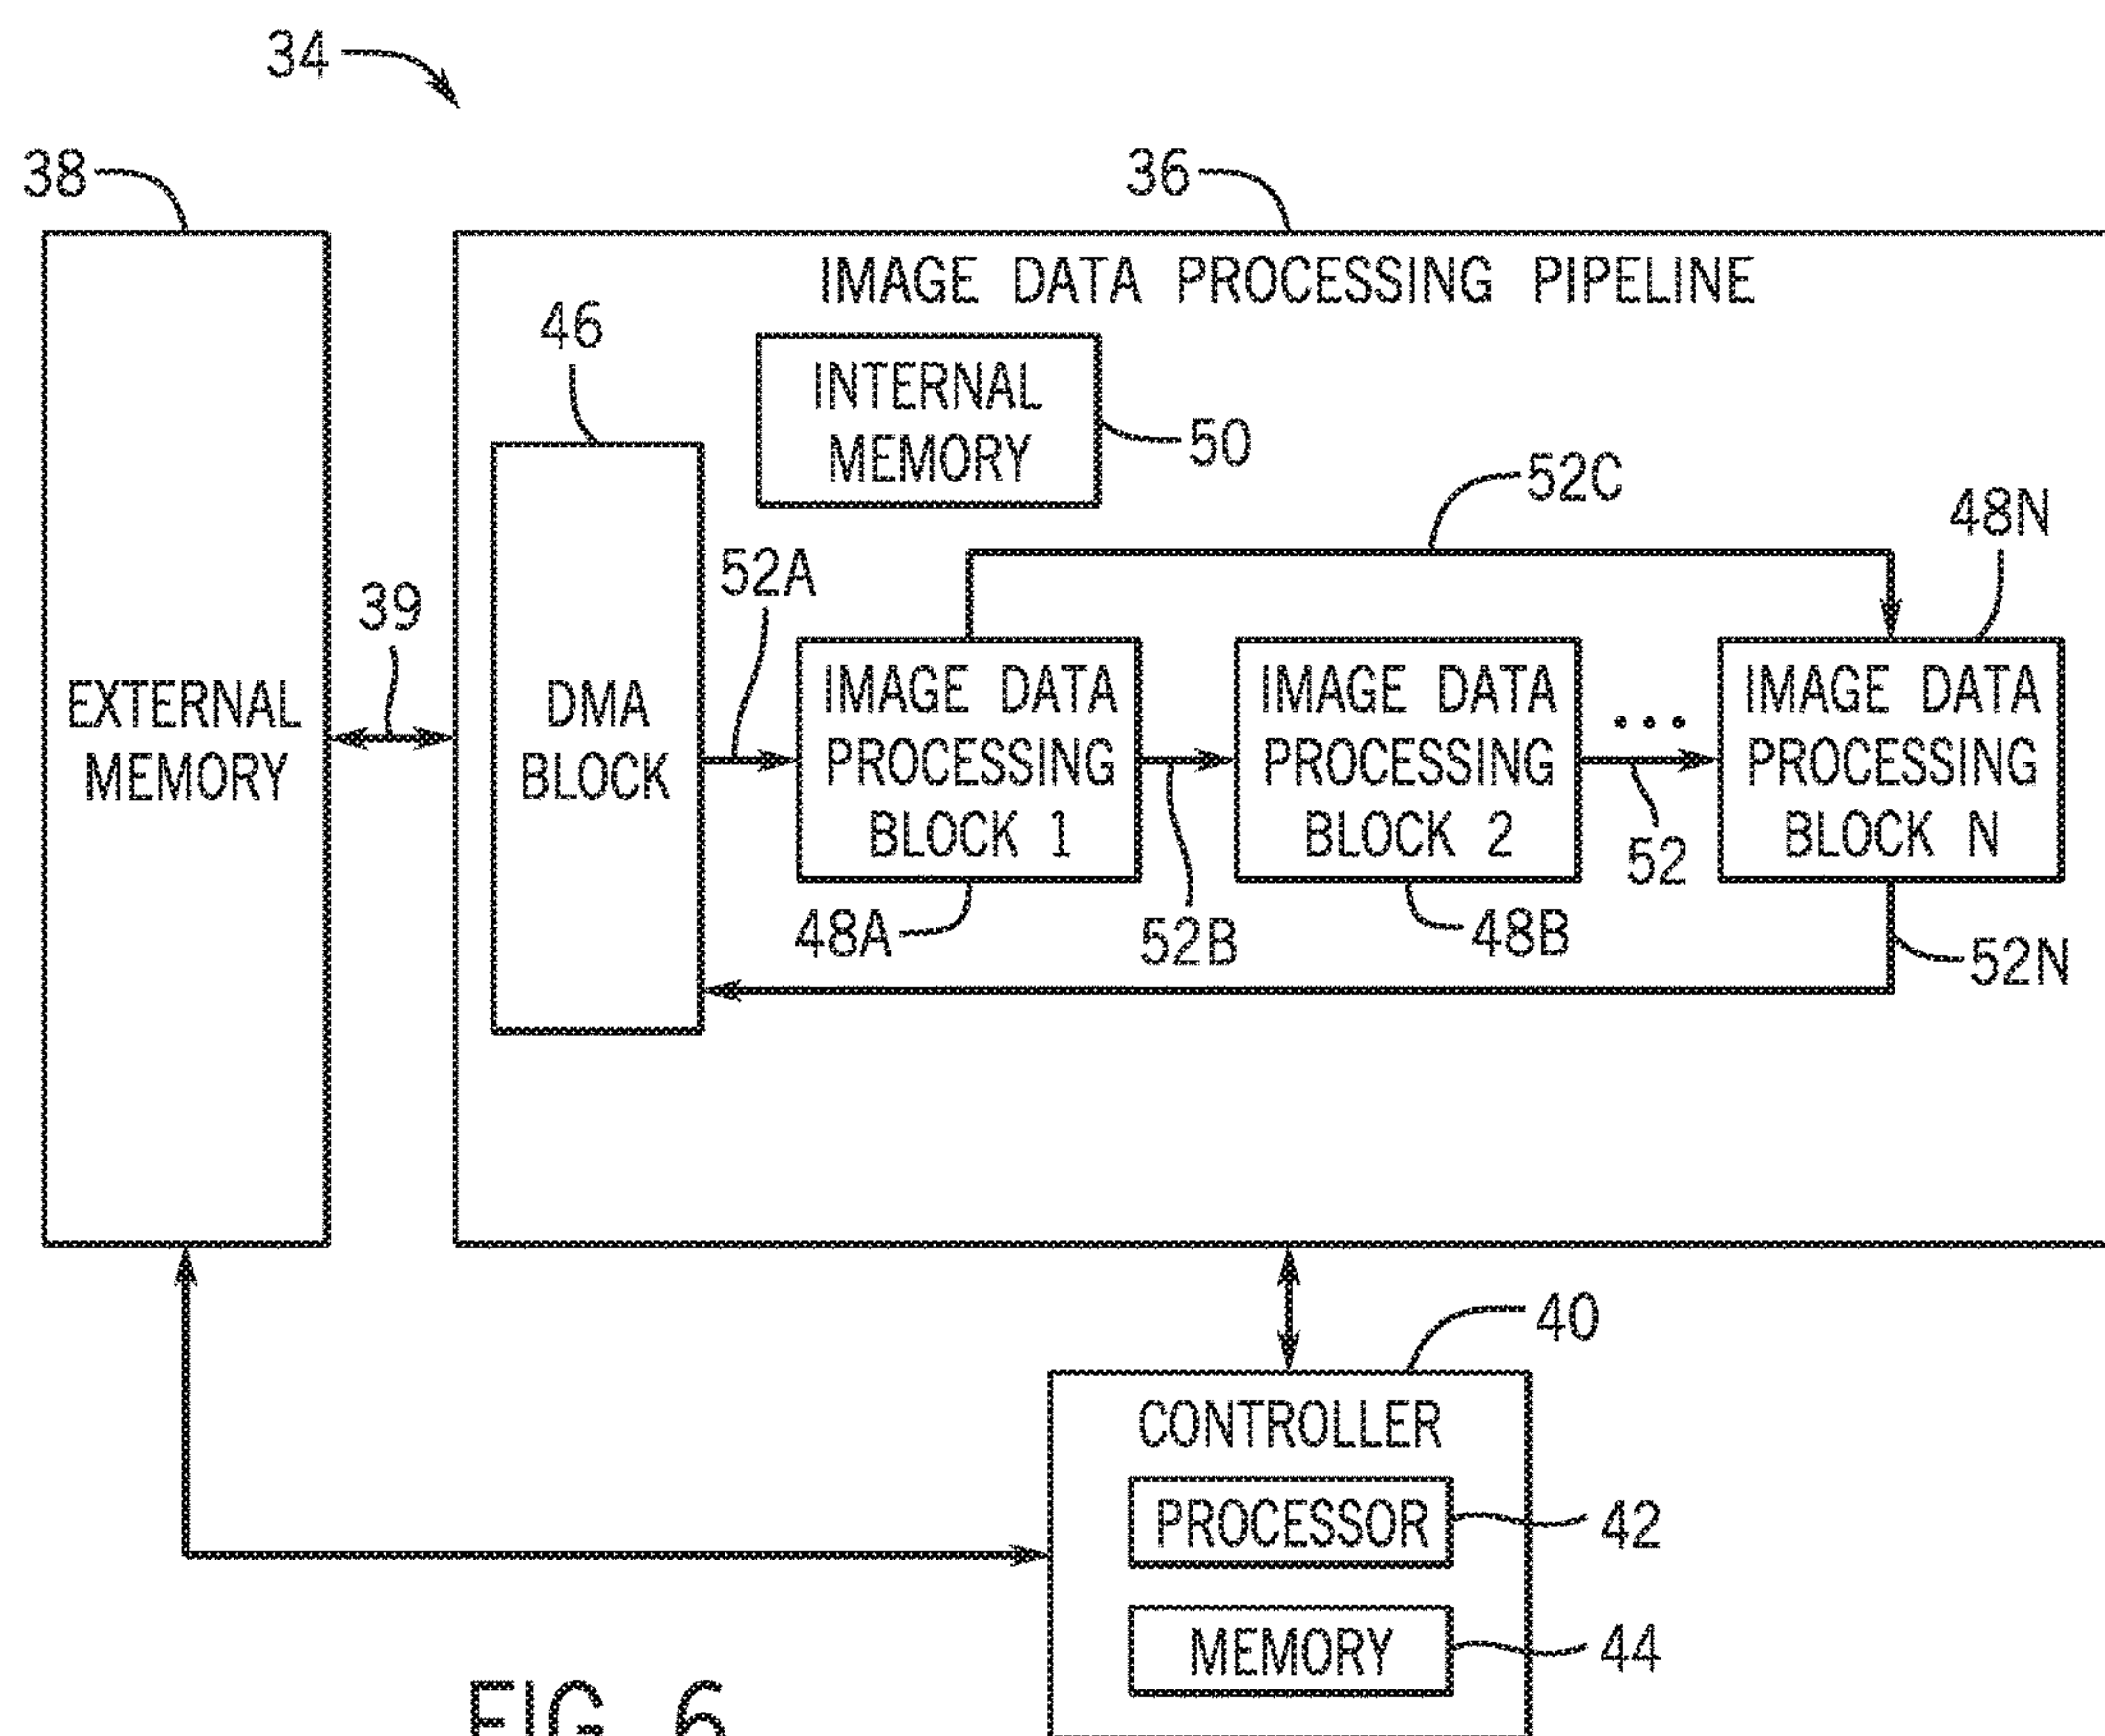 34
38
36
IMAGE DATA PROCESSING PIPELINE
46
INTERNAL
MEMORY
50
52C
48N
52A
39
EXTERNAL
MEMORY
DMA
BLOCK
IMAGE DATA
PROCESSING
BLOCK 1
IMAGE DATA
PROCESSING
BLOCK 2
...
IMAGE DATA
PROCESSING
BLOCK N
52
48A
52B
48B
52N
40
CONTROLLER
PROCESSOR
42
MEMORY
44
FIG. 6